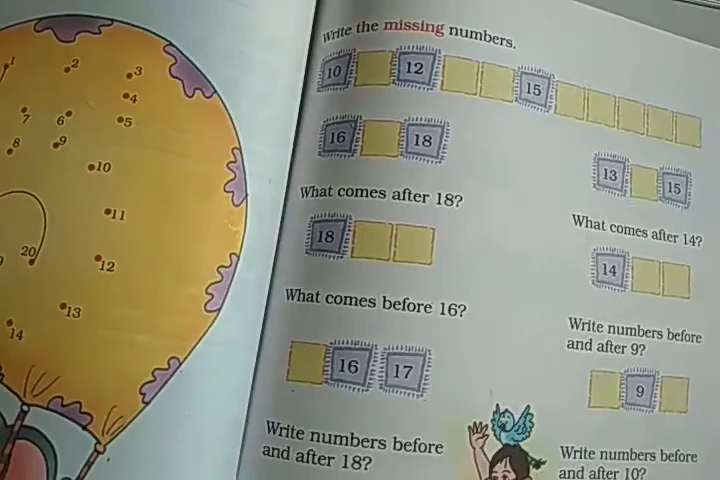 1
2
3
4
5
6
7
8
9
10
11
12
13
14
20
Write the missing numbers.
10 12 15
16 18
13 15
What comes after 18?
18
What comes after 14?
14
What comes before 16?
16 17
Write numbers before
and after 9?
9
Write numbers before
and after 18?
Write numbers before
and after 10?